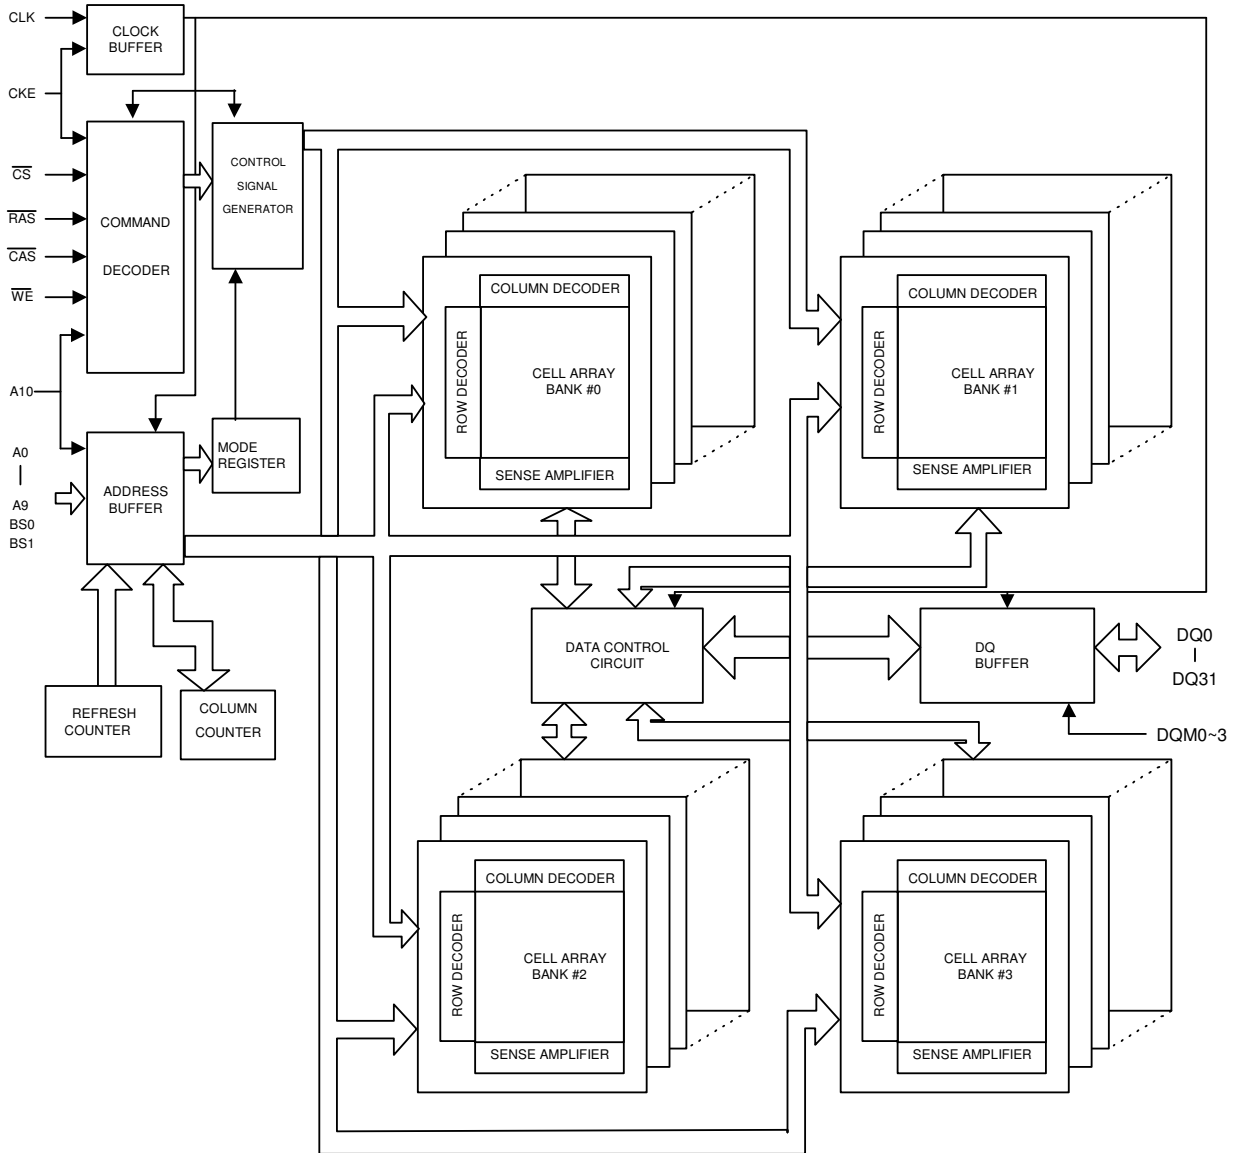 CLK
CLOCK
BUFFER
CKE
CONTROL
SIGNAL
GENERATOR
CS
RAS
COMMAND
DECODER
CAS
WE
A10
A0
A9
BS0
BS1
ADDRESS
BUFFER
MODE
REGISTER
REFRESH
COUNTER
COLUMN
COUNTER
COLUMN DECODER
ROW DECODER
CELL ARRAY
BANK #0
SENSE AMPLIFIER
COLUMN DECODER
ROW DECODER
CELL ARRAY
BANK #1
SENSE AMPLIFIER
DATA CONTROL
CIRCUIT
DQ
BUFFER
DQ0
DQ31
DQM0~3
COLUMN DECODER
ROW DECODER
CELL ARRAY
BANK #2
SENSE AMPLIFIER
COLUMN DECODER
ROW DECODER
CELL ARRAY
BANK #3
SENSE AMPLIFIER